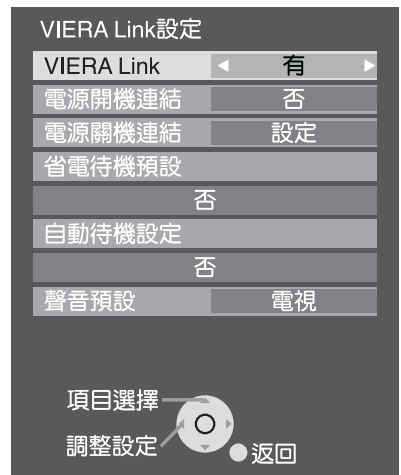 VIERA Link設定
VIERA Link 有
電源開機連結 否
電源關機連結 設定
省電待機預設
否
自動待機設定
否
聲音預設 電視
項目選擇
調整設定
返回